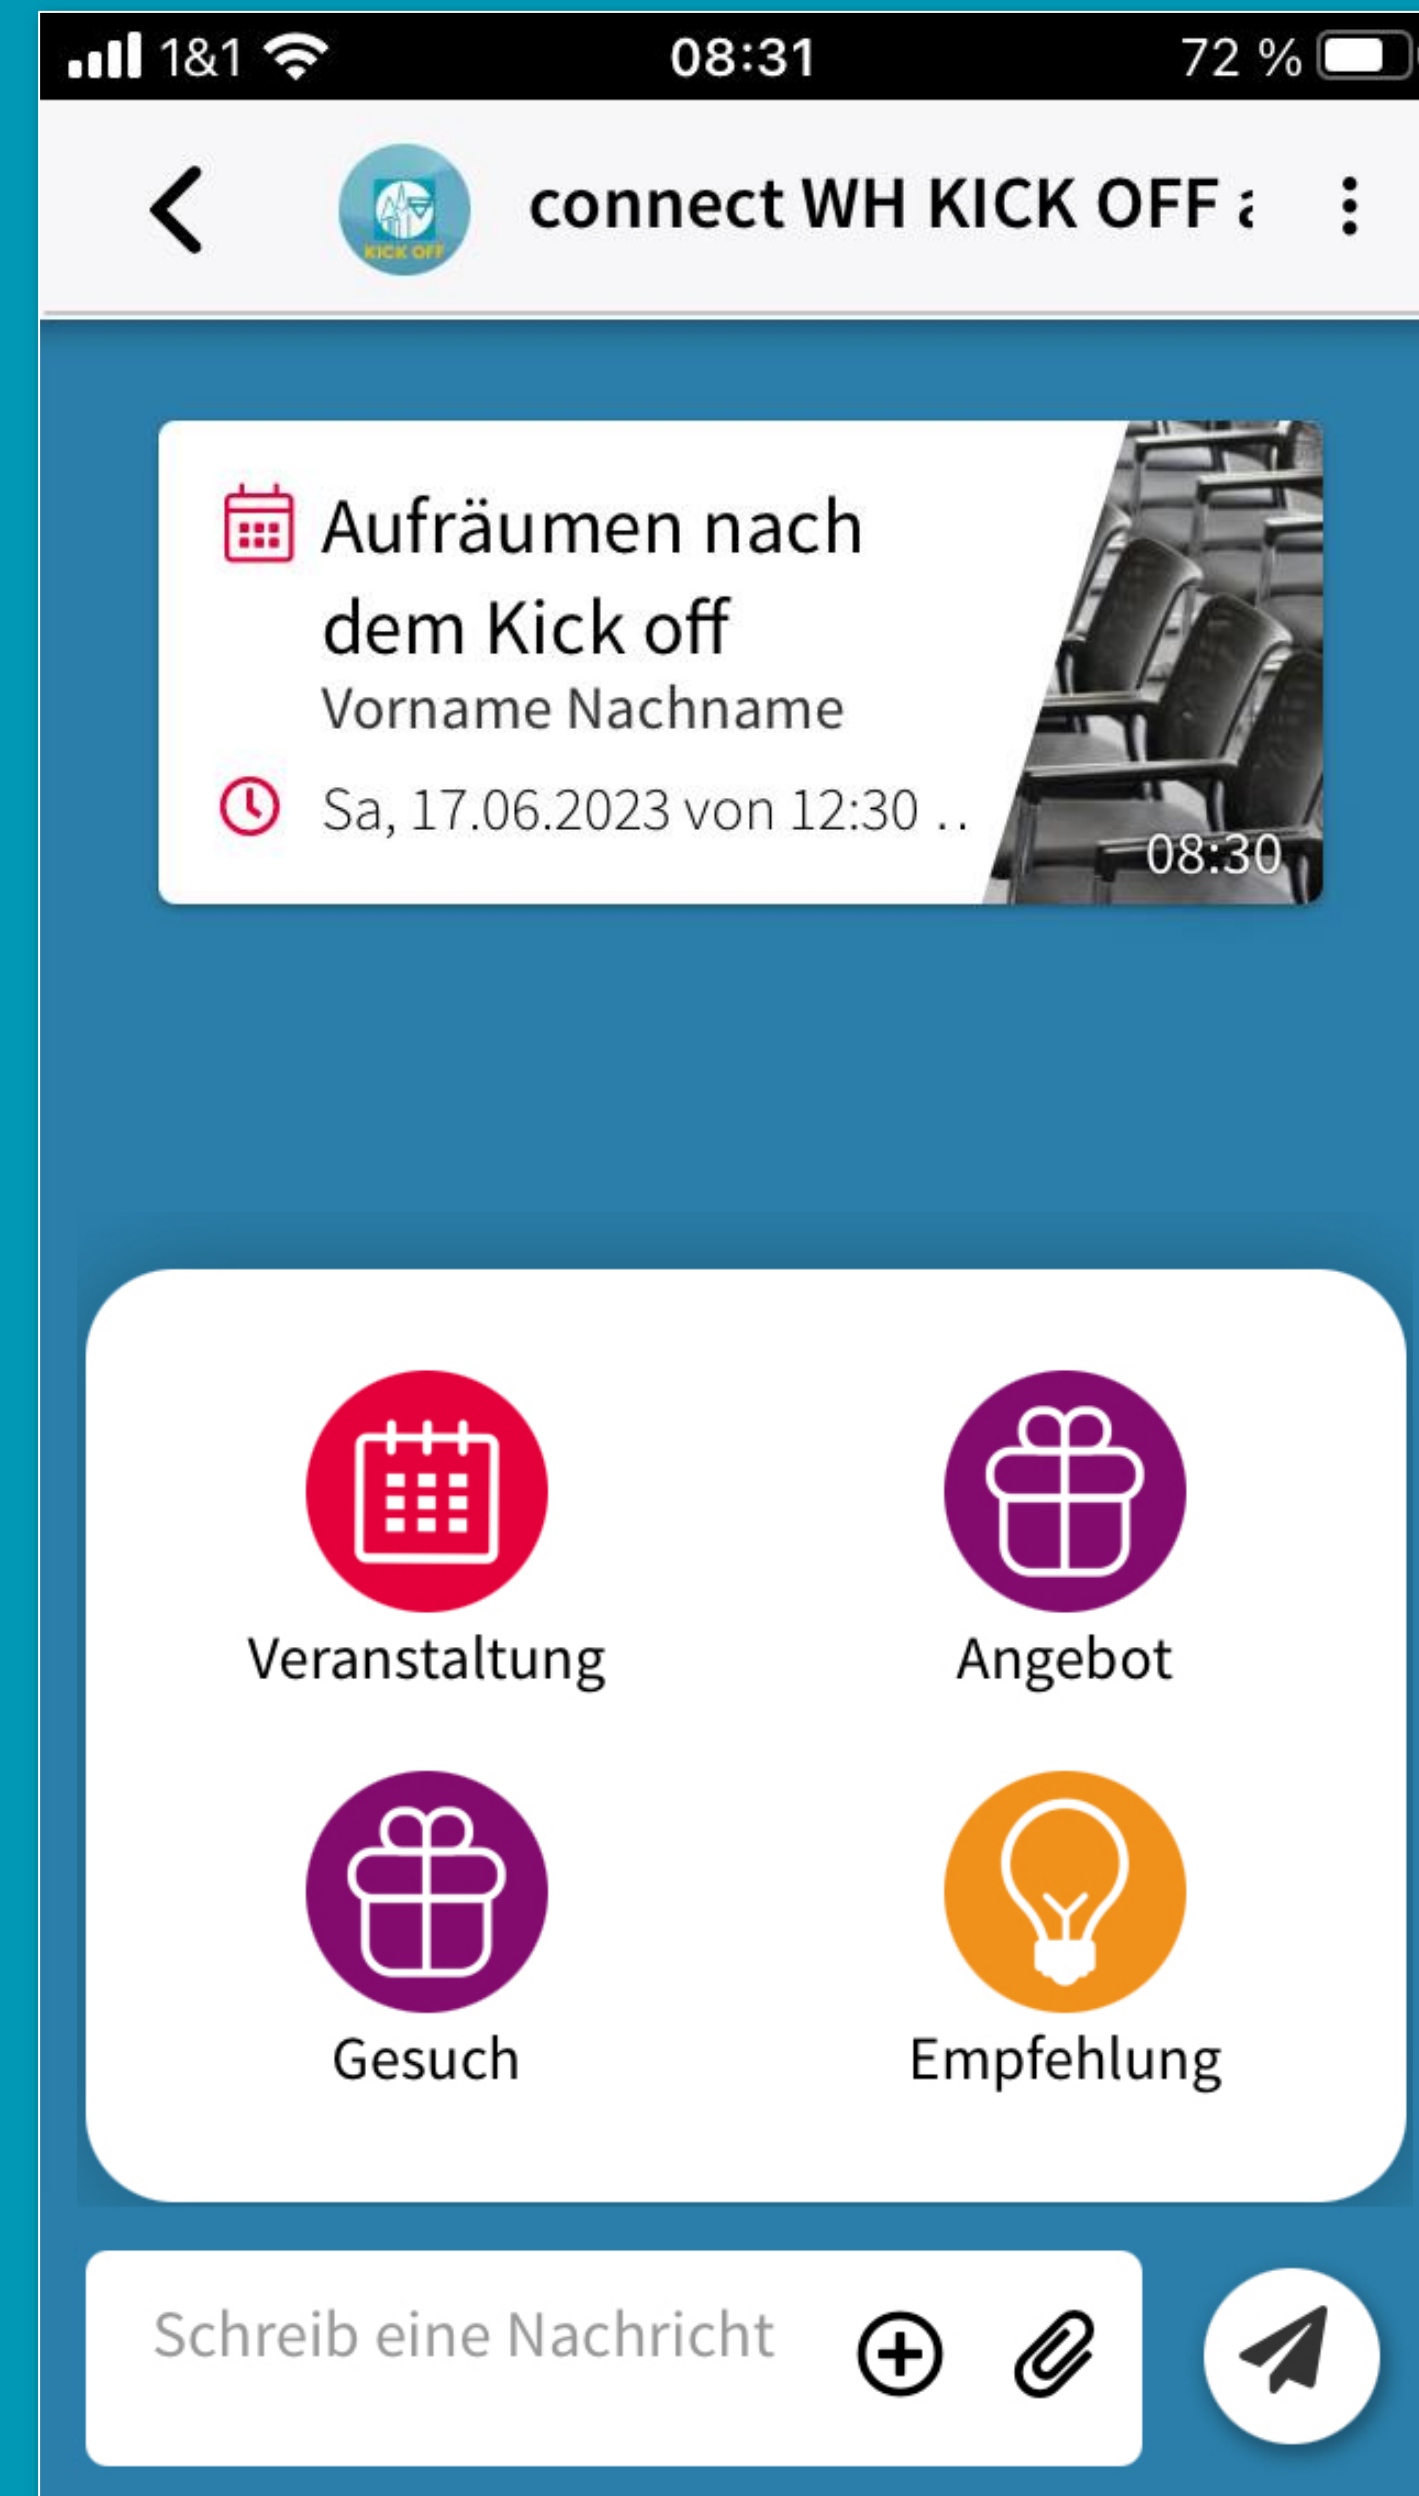 1&1 08:31 72 %
connect WH KICK OFF
KICK OFF
Aufräumen nach
dem Kick off
Vorname Nachname
Sa, 17.06.2023 von 12:30 ..
08:30
Veranstaltung Angebot
Gesuch Empfehlung
Schreib eine Nachricht